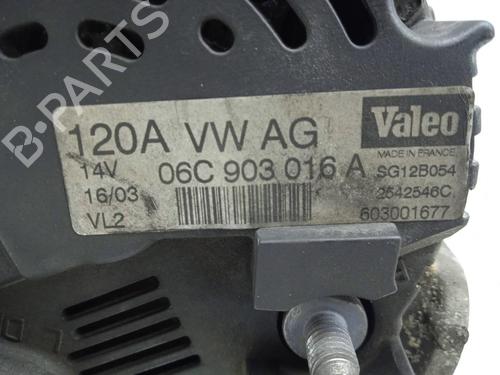 B-PARTS
120A VW AG
Valeo
14V
06C 903 016 A
MADE IN FRANCE
SG12B054
16/03
2542546C
VL2
603001677